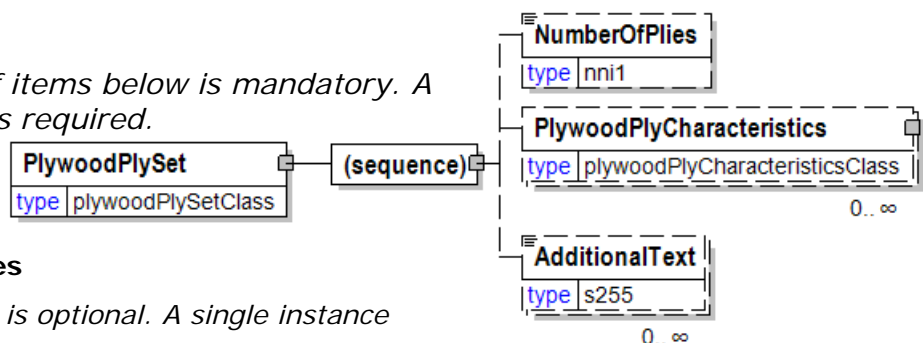 NumberOfPlies
type nni1
f items below is mandatory. A
s required.
PlywoodPlyCharacteristics
type plywoodPlyCharacteristicsClass
0.. ∞
PlywoodPlySet
type plywoodPlySetClass
(sequence)
AdditionalText
type s255
0.. ∞
es
is optional. A single instance